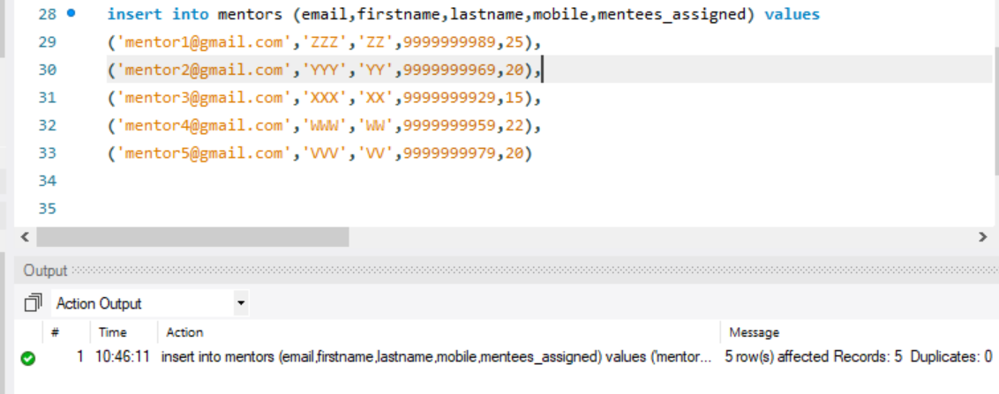 28 insert into mentors (email,firstname,lastname,mobile,mentees_assigned) values
29 ('mentor1@gmail.com','ZZZ','ZZ',9999999989,25),
30 ('mentor2@gmail.com','YYY','YY',9999999969,20),
31 ('mentor3@gmail.com','XXX','XX',9999999929,15),
32 ('mentor4@gmail.com','WWW','WW',9999999959,22),
33 ('mentor5@gmail.com','VVV','VV',9999999979,20)
34
35
Output
Action Output
# Time Action Message
1 10:46:11 insert into mentors (email,firstname,lastname,mobile,mentees_assigned) values ('mentor... 5 row(s) affected Records: 5 Duplicates: 0